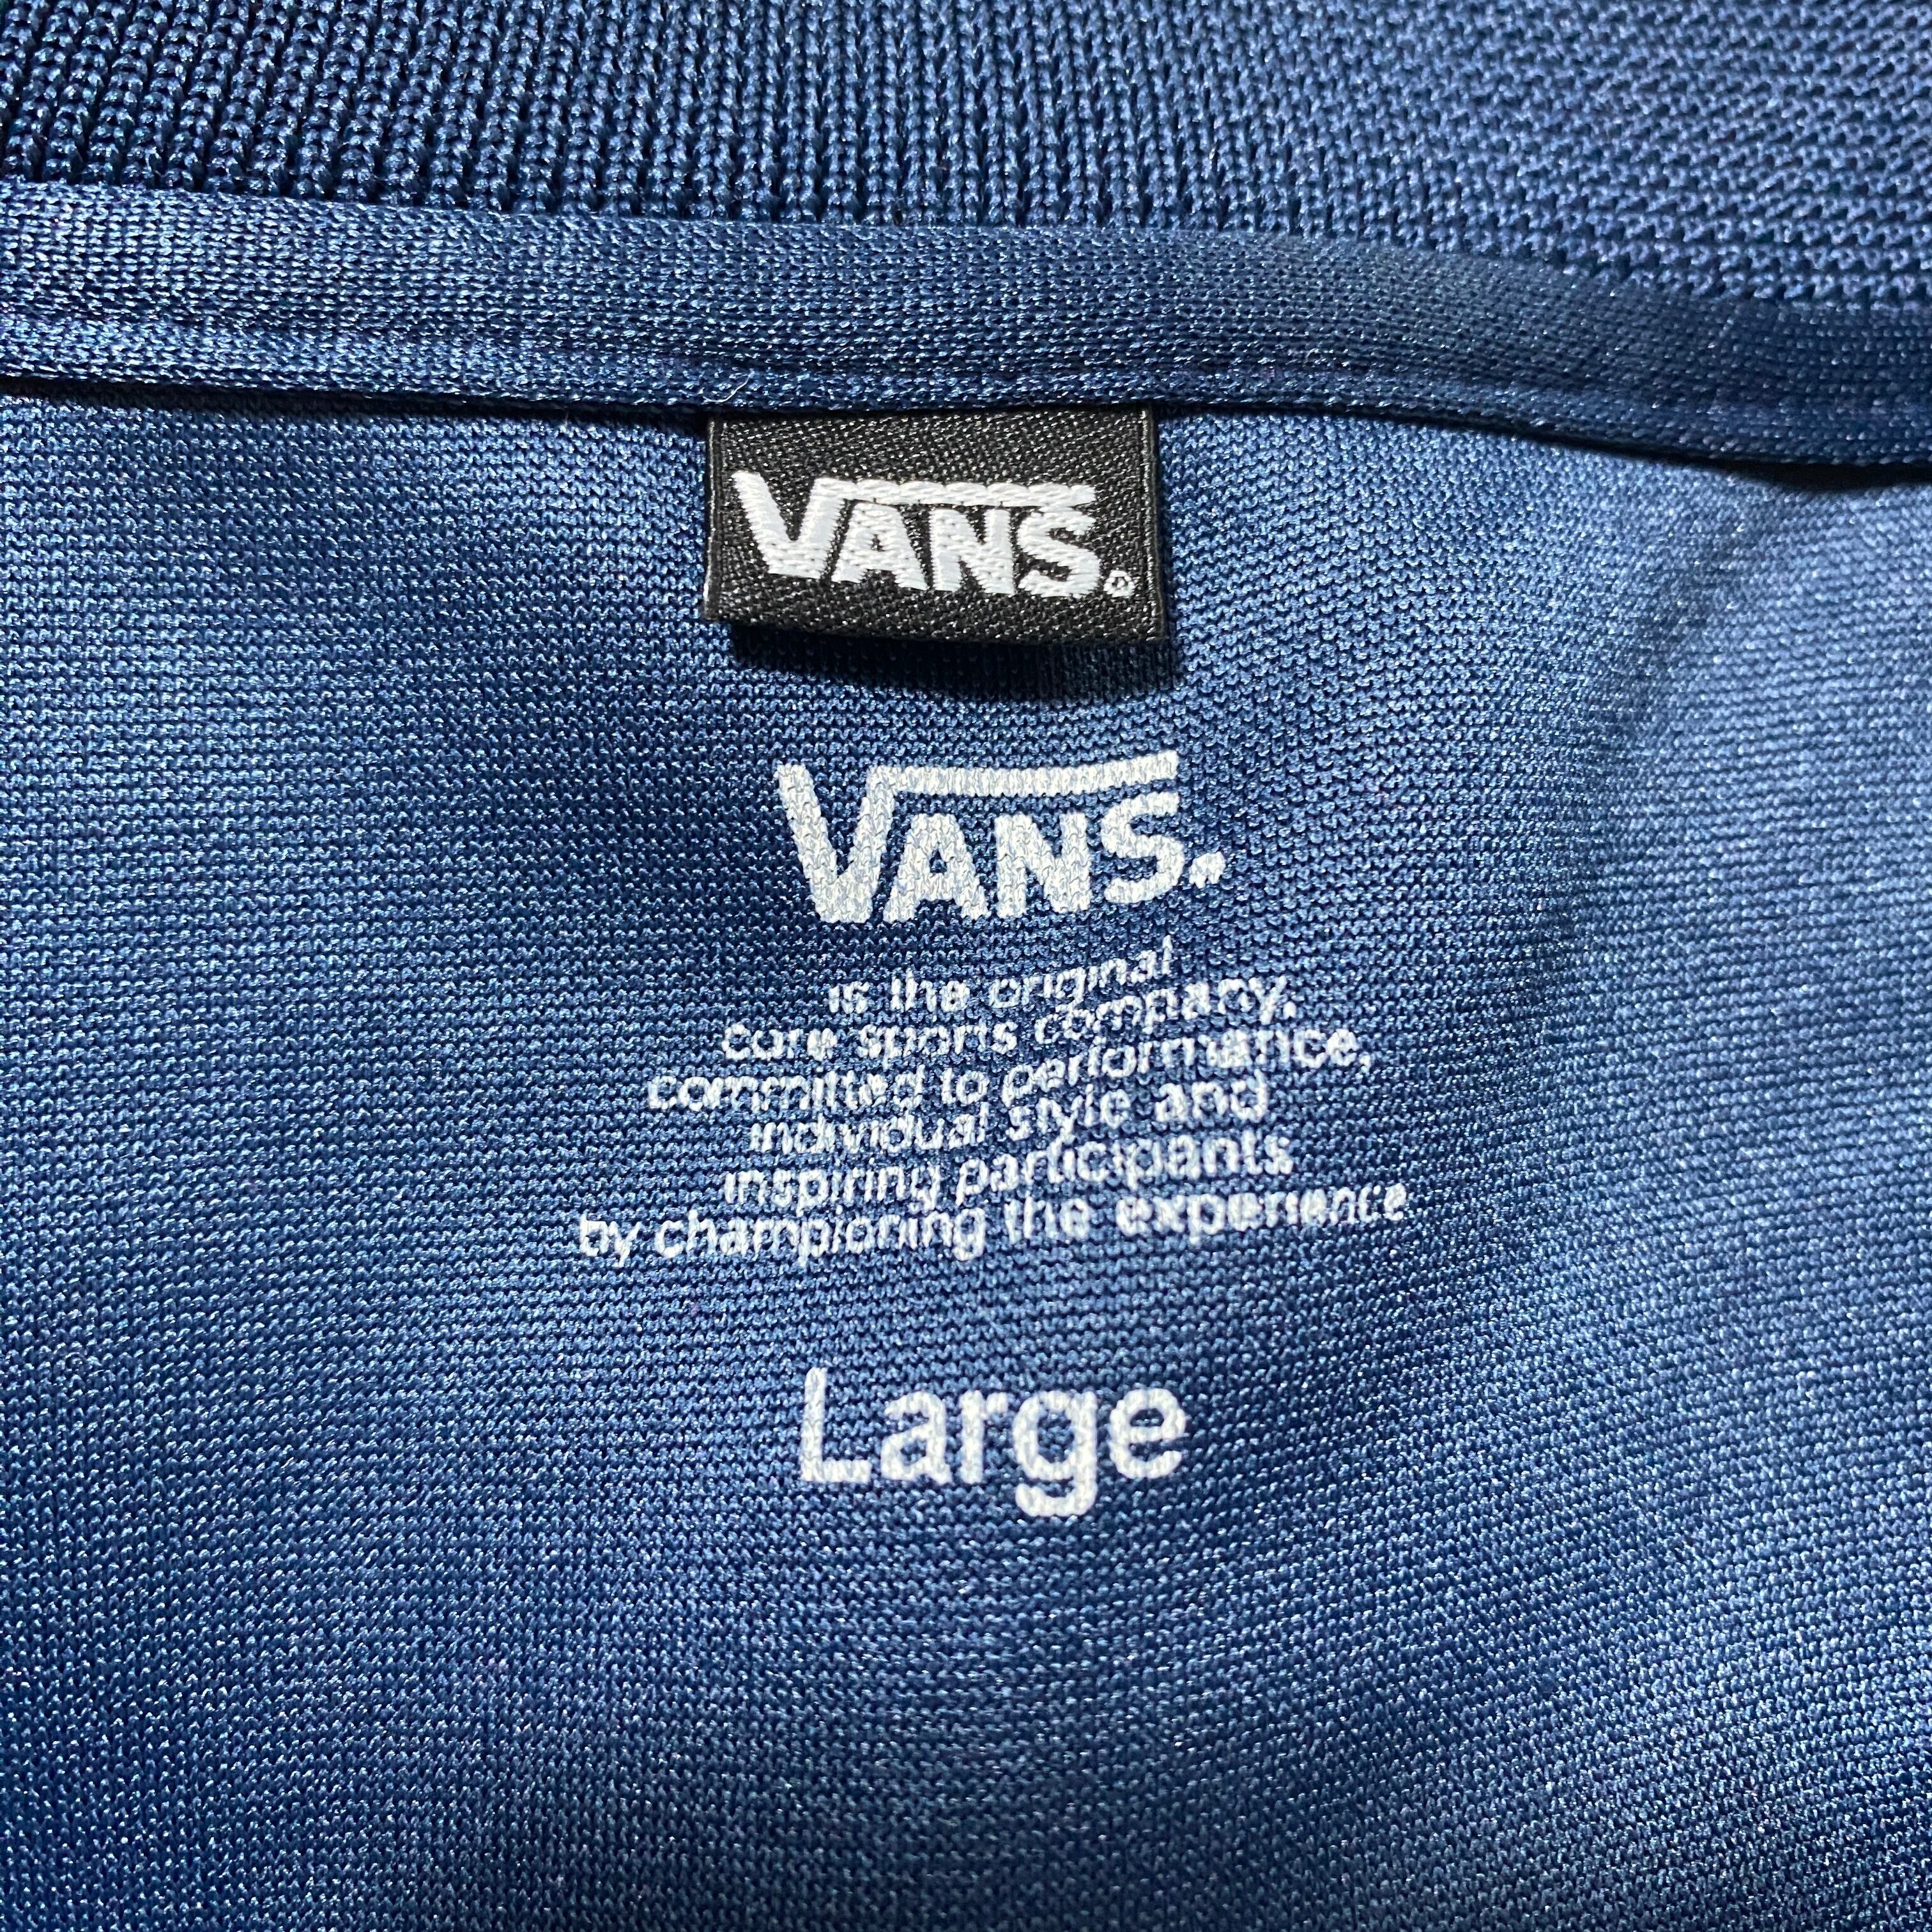 VANS®
VANS®
is the original
core sports company,
committed to performance,
individual style and
inspiring participants
by championing the experience
Large